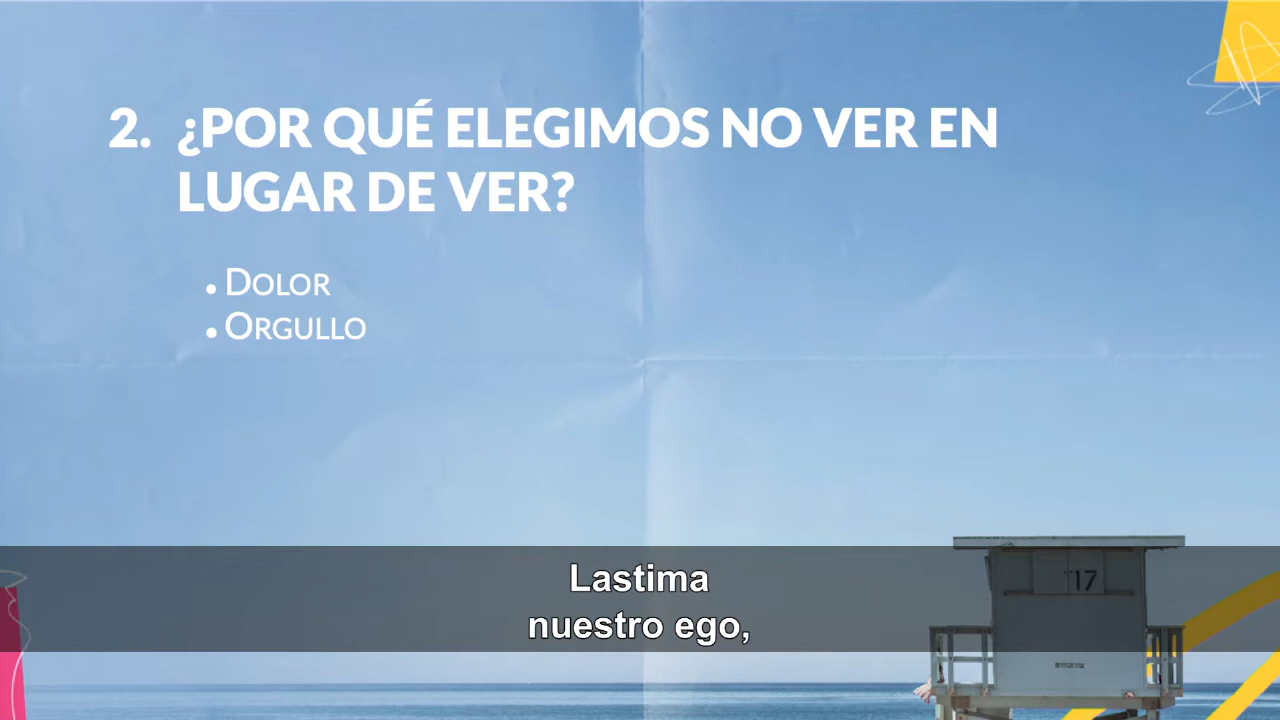 2. ¿POR QUÉ ELEGIMOS NO VER EN
LUGAR DE VER?
• DOLOR
• ORGULLO
17
Lastima
nuestro ego,